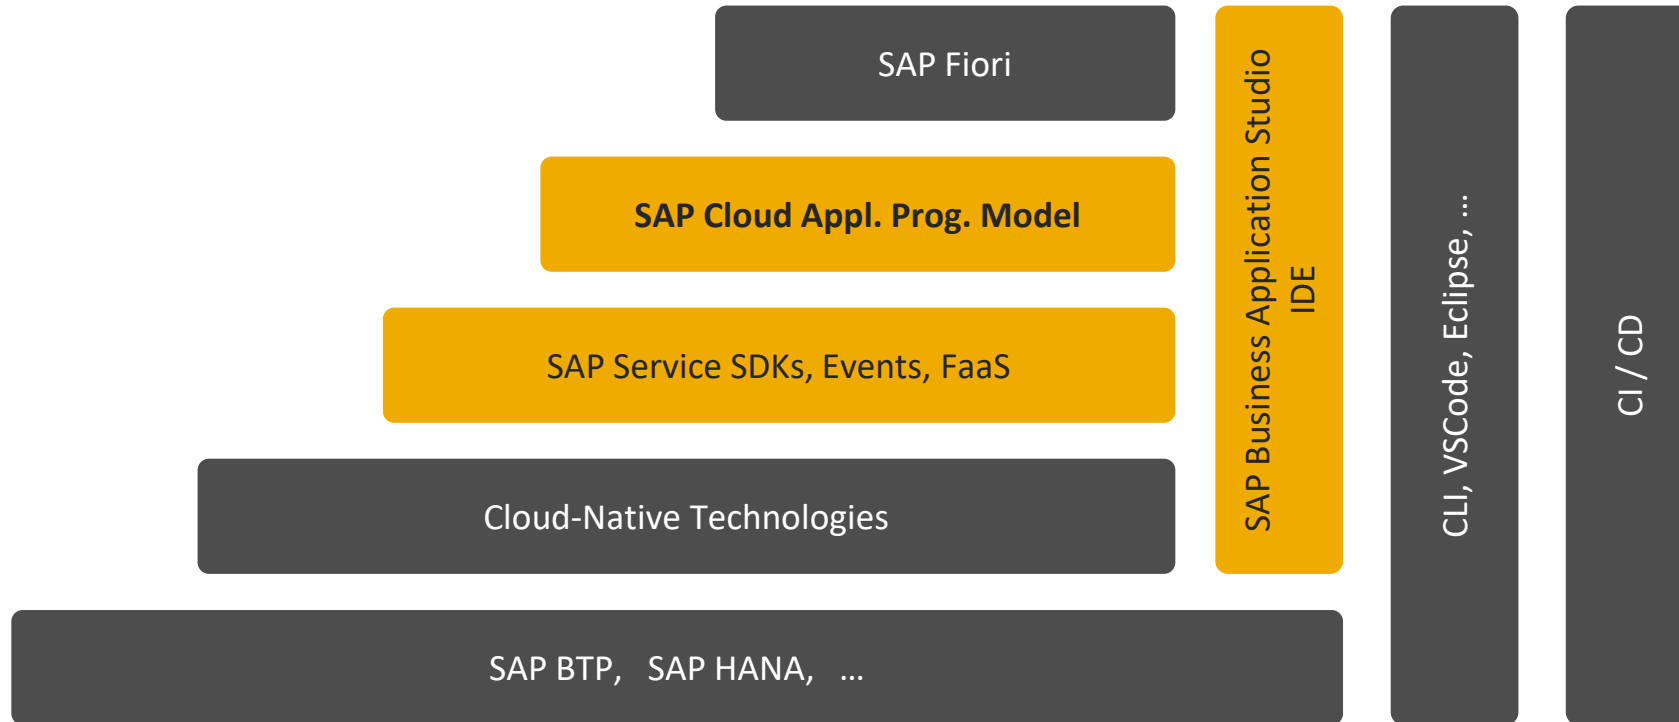 SAP Fiori
SAP Cloud Appl. Prog. Model
SAP Service SDKs, Events, FaaS
Cloud-Native Technologies
SAP BTP,   SAP HANA,   ...
SAP Business Application Studio
IDE
CLI, VSCode, Eclipse, ...
CI / CD